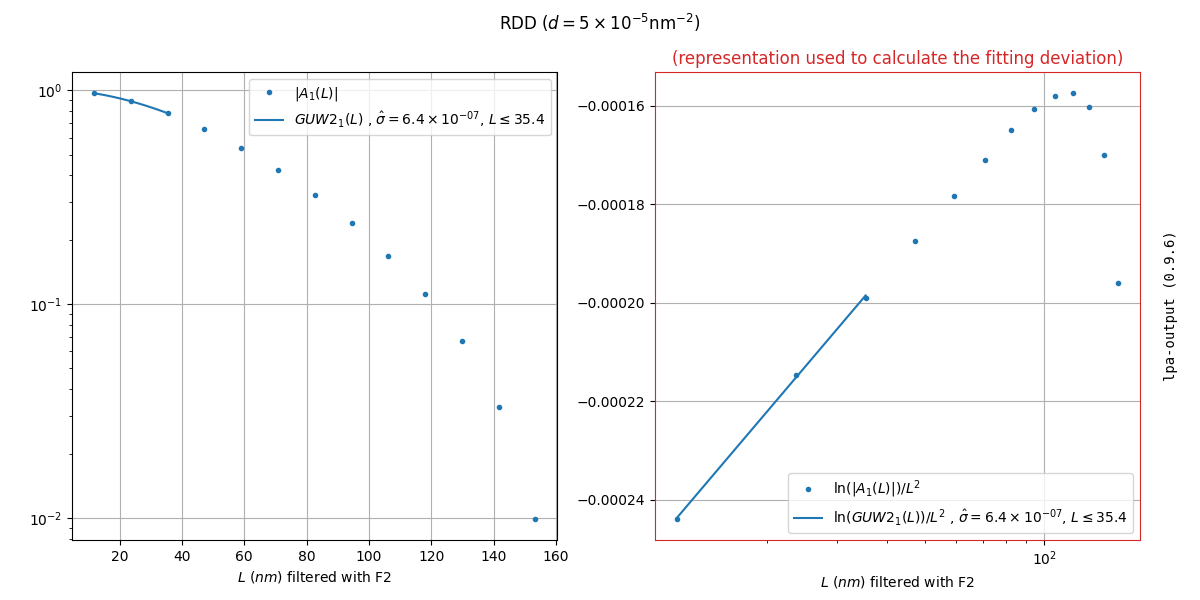 RDD ($d = 5 × 10⁻⁵nm⁻²$)
(representation used to calculate the fitting deviation)
10⁰
10⁻¹
10⁻²
|A₁(L)|
GUW2₁(L) , σ̂ = 6.4 × 10⁻⁰⁷, L ≤ 35.4
20 40 60 80 100 120 140 160
L (nm) filtered with F2
−0.00016
−0.00018
−0.00020
−0.00022
−0.00024
ln(|A₁(L)|)/L²
ln(GUW2₁(L))/L² , σ̂ = 6.4 × 10⁻⁰⁷, L ≤ 35.4
10²
L (nm) filtered with F2
lpa-output (0.9.6)